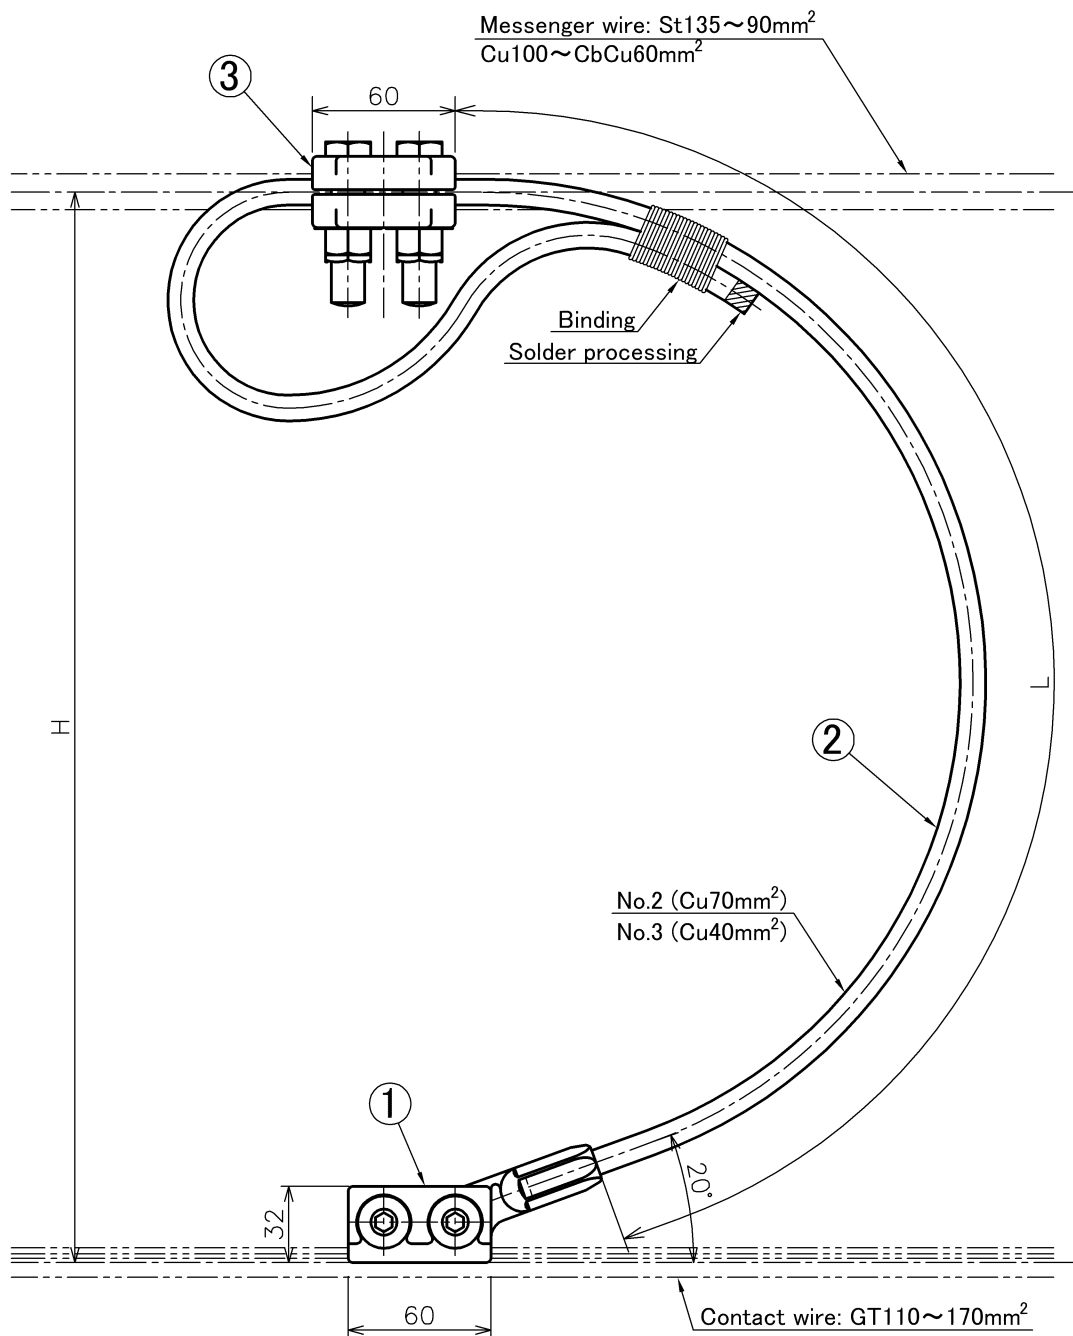 Messenger wire: St135～90mm²
Cu100～CbCu60mm²
③
60
Binding
Solder processing
H
L
②
No.2 (Cu70mm²)
No.3 (Cu40mm²)
①
20°
32
60
Contact wire: GT110～170mm²